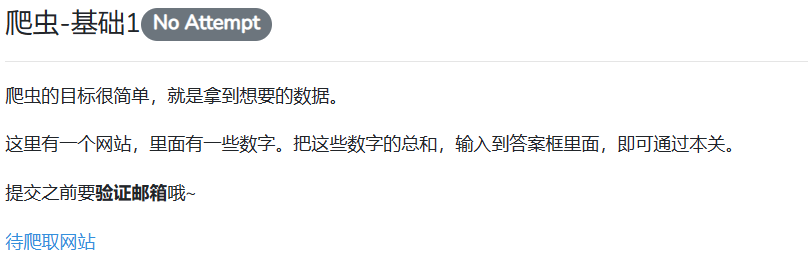 爬虫-基础1 No Attempt
爬虫的目标很简单，就是拿到想要的数据。
这里有一个网站，里面有一些数字。把这些数字的总和，输入到答案框里面，即可通过本关。
提交之前要验证邮箱哦~
待爬取网站